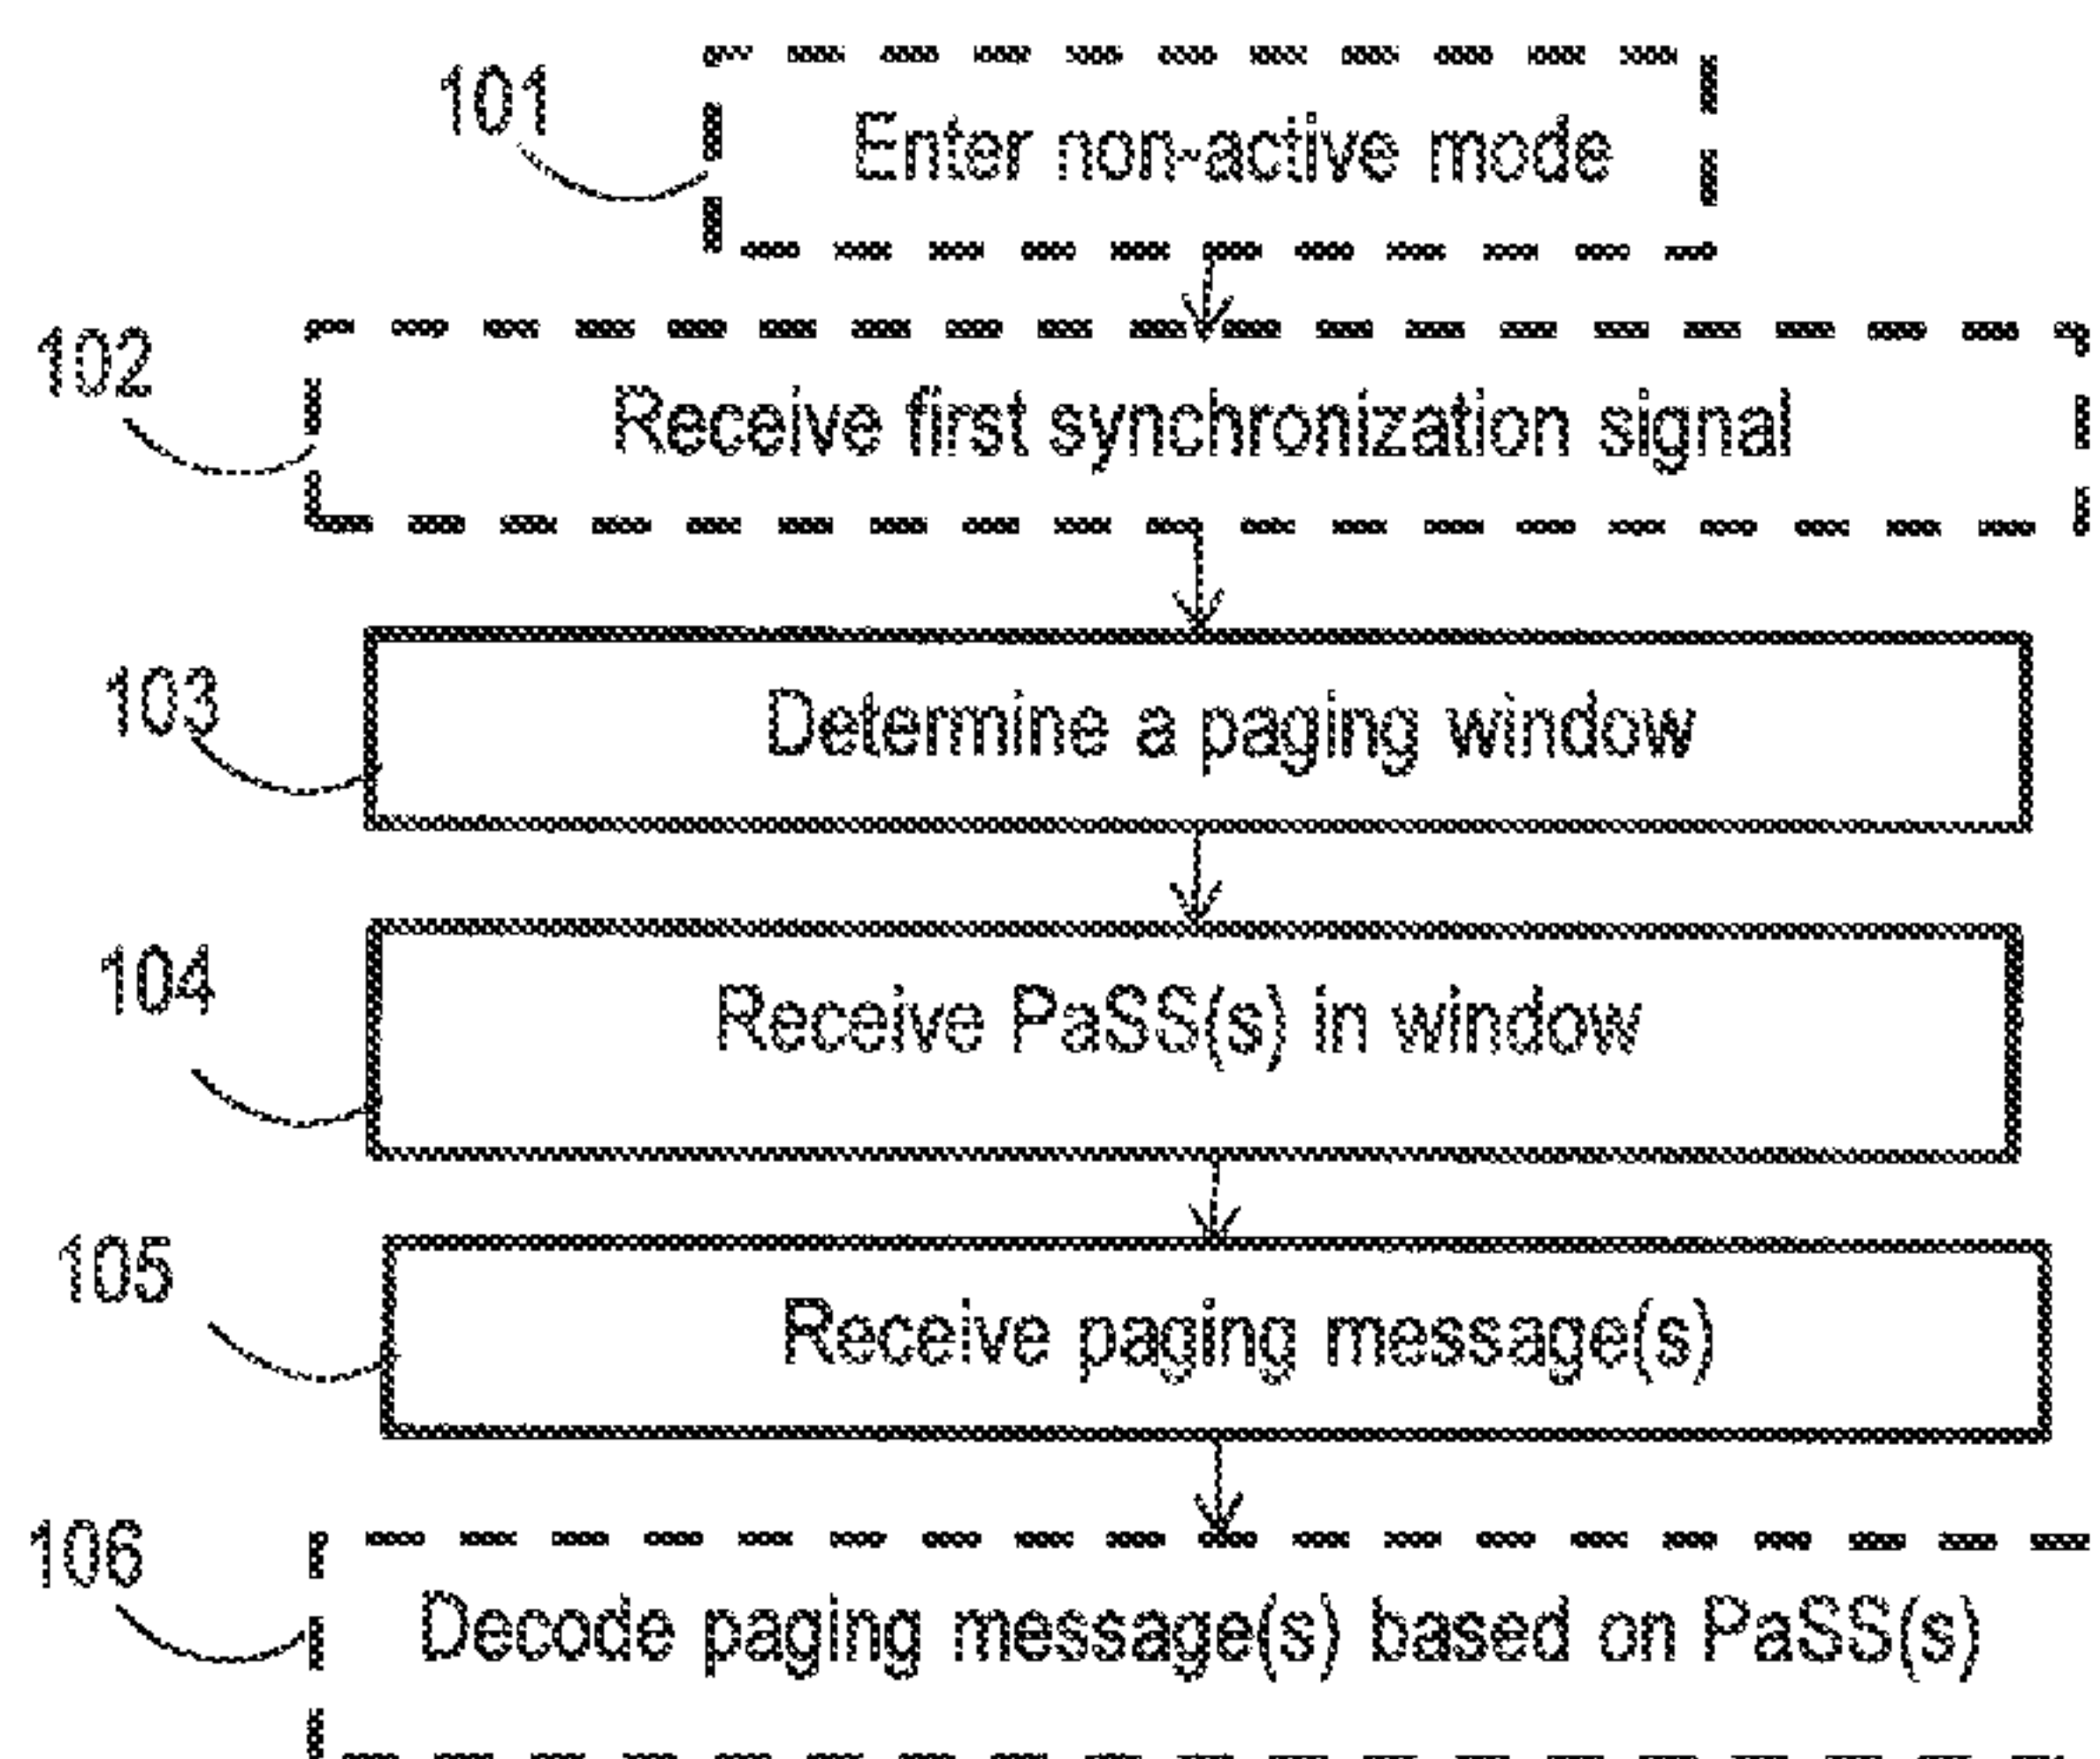 101
Enter non-active mode
102
Receive first synchronization signal
103
Determine a paging window
104
Receive PaSS(s) in window
105
Receive paging message(s)
106
Decode paging message(s) based on PaSS(s)